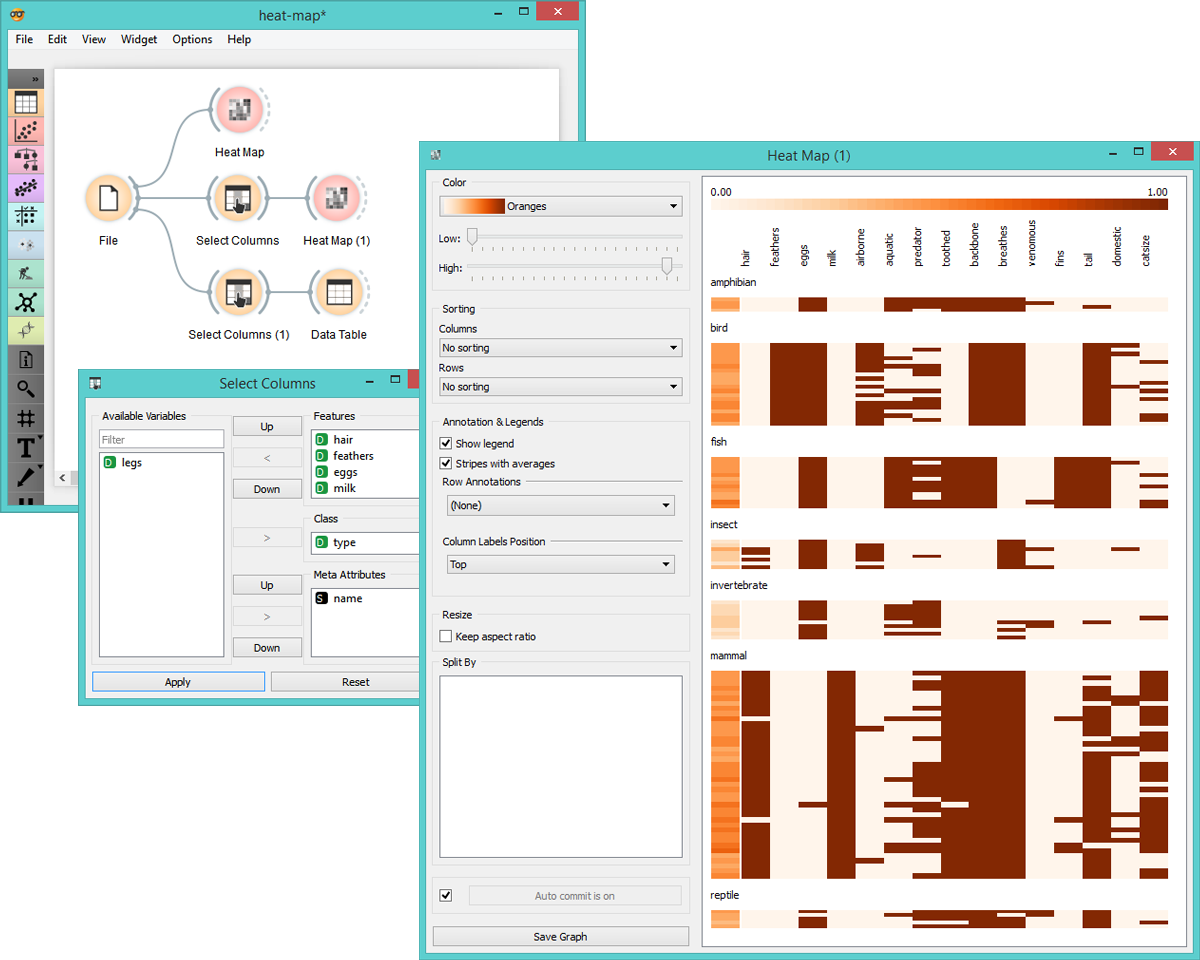 heat-map*
File Edit View Widget Options Help
»
Heat Map
File
Select Columns
Heat Map (1)
Select Columns (1)
Data Table
T
Select Columns
Available Variables
Filter
D legs
Up
<
Down
>
Up
>
Down
Features
D hair
D feathers
D eggs
D milk
Class
D type
Meta Attributes
S name
Apply
Reset
Heat Map (1)
Color
Oranges
Low:
High:
Sorting
Columns
No sorting
Rows
No sorting
Annotation & Legends
Show legend
Stripes with averages
Row Annotations
(None)
Column Labels Position
Top
Resize
Keep aspect ratio
Split By
Auto commit is on
Save Graph
0.00 1.00
hair
feathers
eggs
milk
airborne
aquatic
predator
toothed
backbone
breathes
venomous
fins
tail
domestic
catsize
amphibian
bird
fish
insect
invertebrate
mammal
reptile